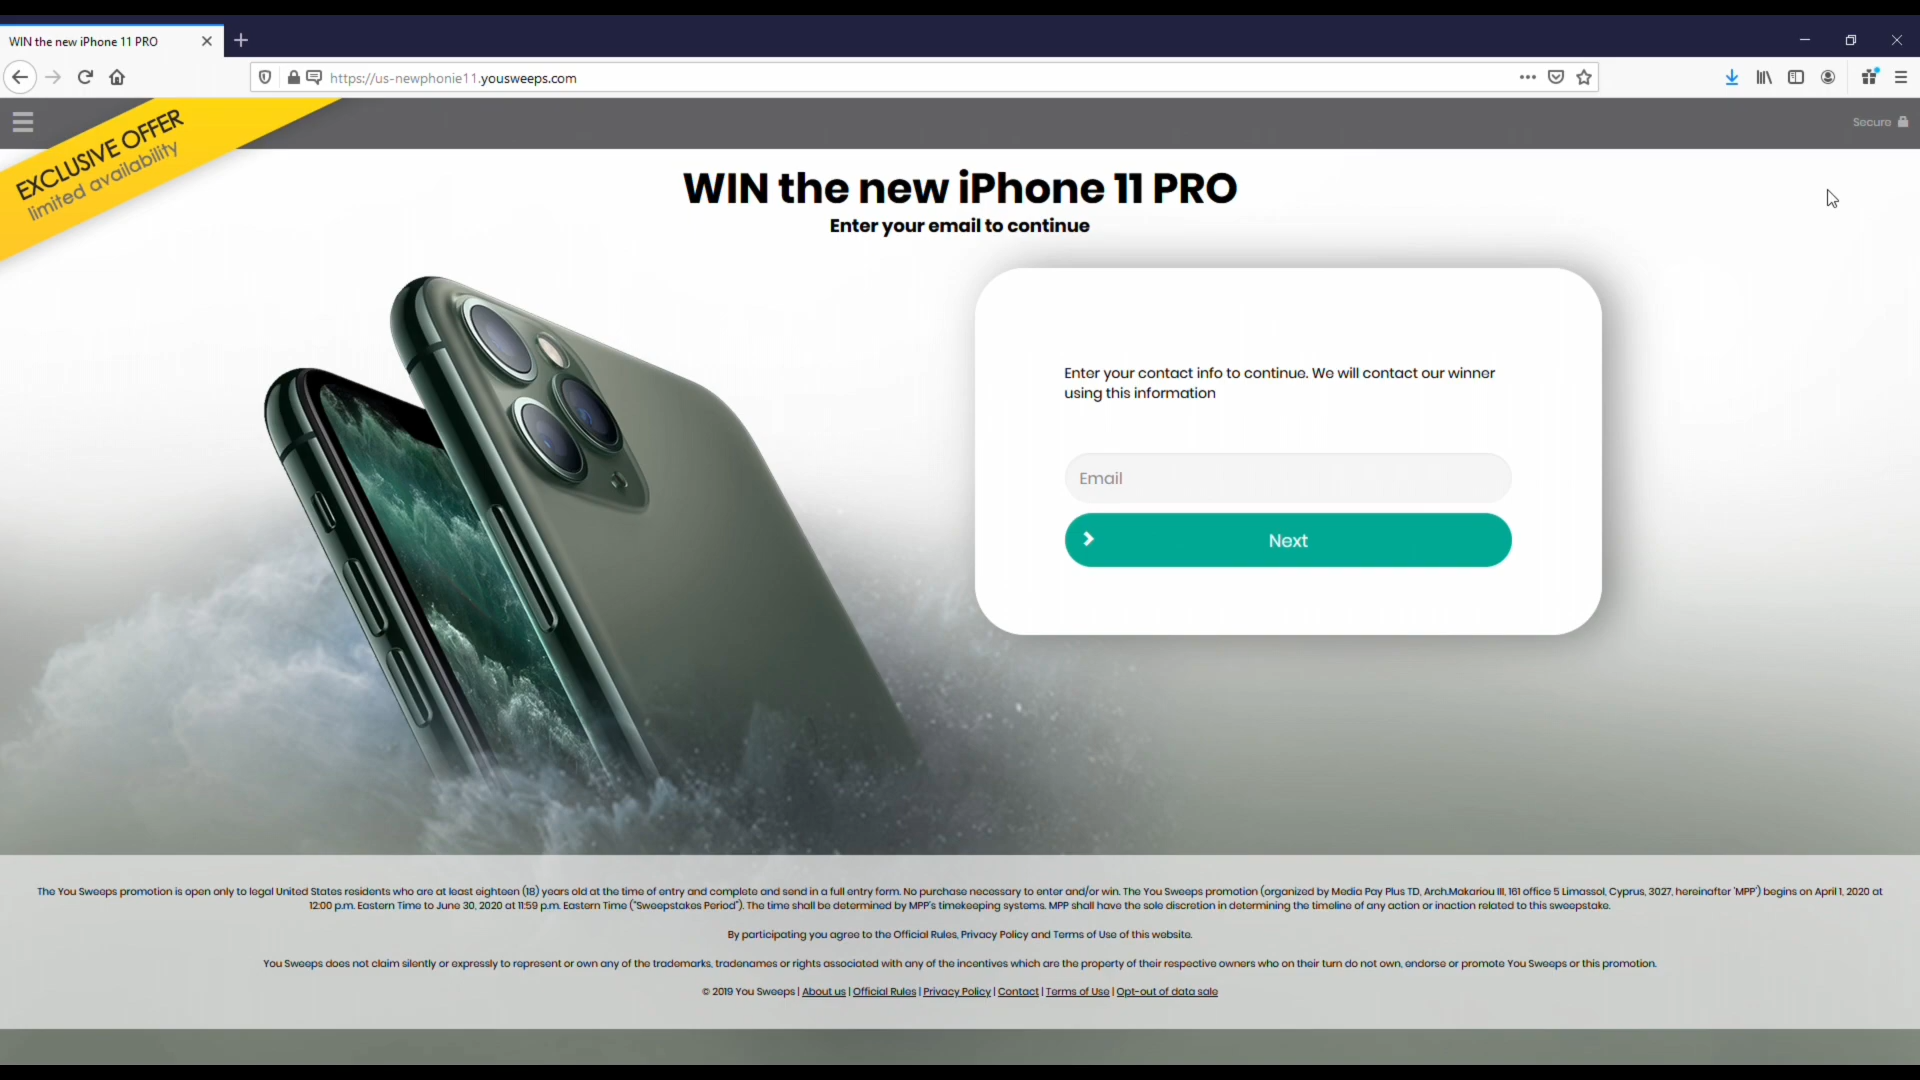 WIN the new iPhone 11 PRO
https://us-newphonie11.yousweeps.com
EXCLUSIVE OFFER
limited availability
Secure
WIN the new iPhone 11 PRO
Enter your email to continue
Enter your contact info to continue. We will contact our winner
using this information
Email
Next
The You Sweeps promotion is open only to legal United States residents who are at least eighteen (18) years old at the time of entry and complete and send in a full entry form. No purchase necessary to enter and/or win. The You Sweeps promotion (organized by Media Pay Plus TD, Arch.Makariou III, 161 office 5 Limassol, Cyprus, 3027, hereinafter 'MPP') begins on April 1, 2020 at
12:00 p.m. Eastern Time to June 30, 2020 at 11:59 p.m. Eastern Time ("Sweepstakes Period"). The time shall be determined by MPP's timekeeping systems. MPP shall have the sole discretion in determining the timeline of any action or inaction related to this sweepstake.
By participating you agree to the Official Rules, Privacy Policy and Terms of Use of this website.
You Sweeps does not claim silently or expressly to represent or own any of the trademarks, tradenames or rights associated with any of the incentives which are the property of their respective owners who on their turn do not own, endorse or promote You Sweeps or this promotion.
© 2019 You Sweeps | About us | Official Rules | Privacy Policy | Contact | Terms of Use | Opt-out of data sale